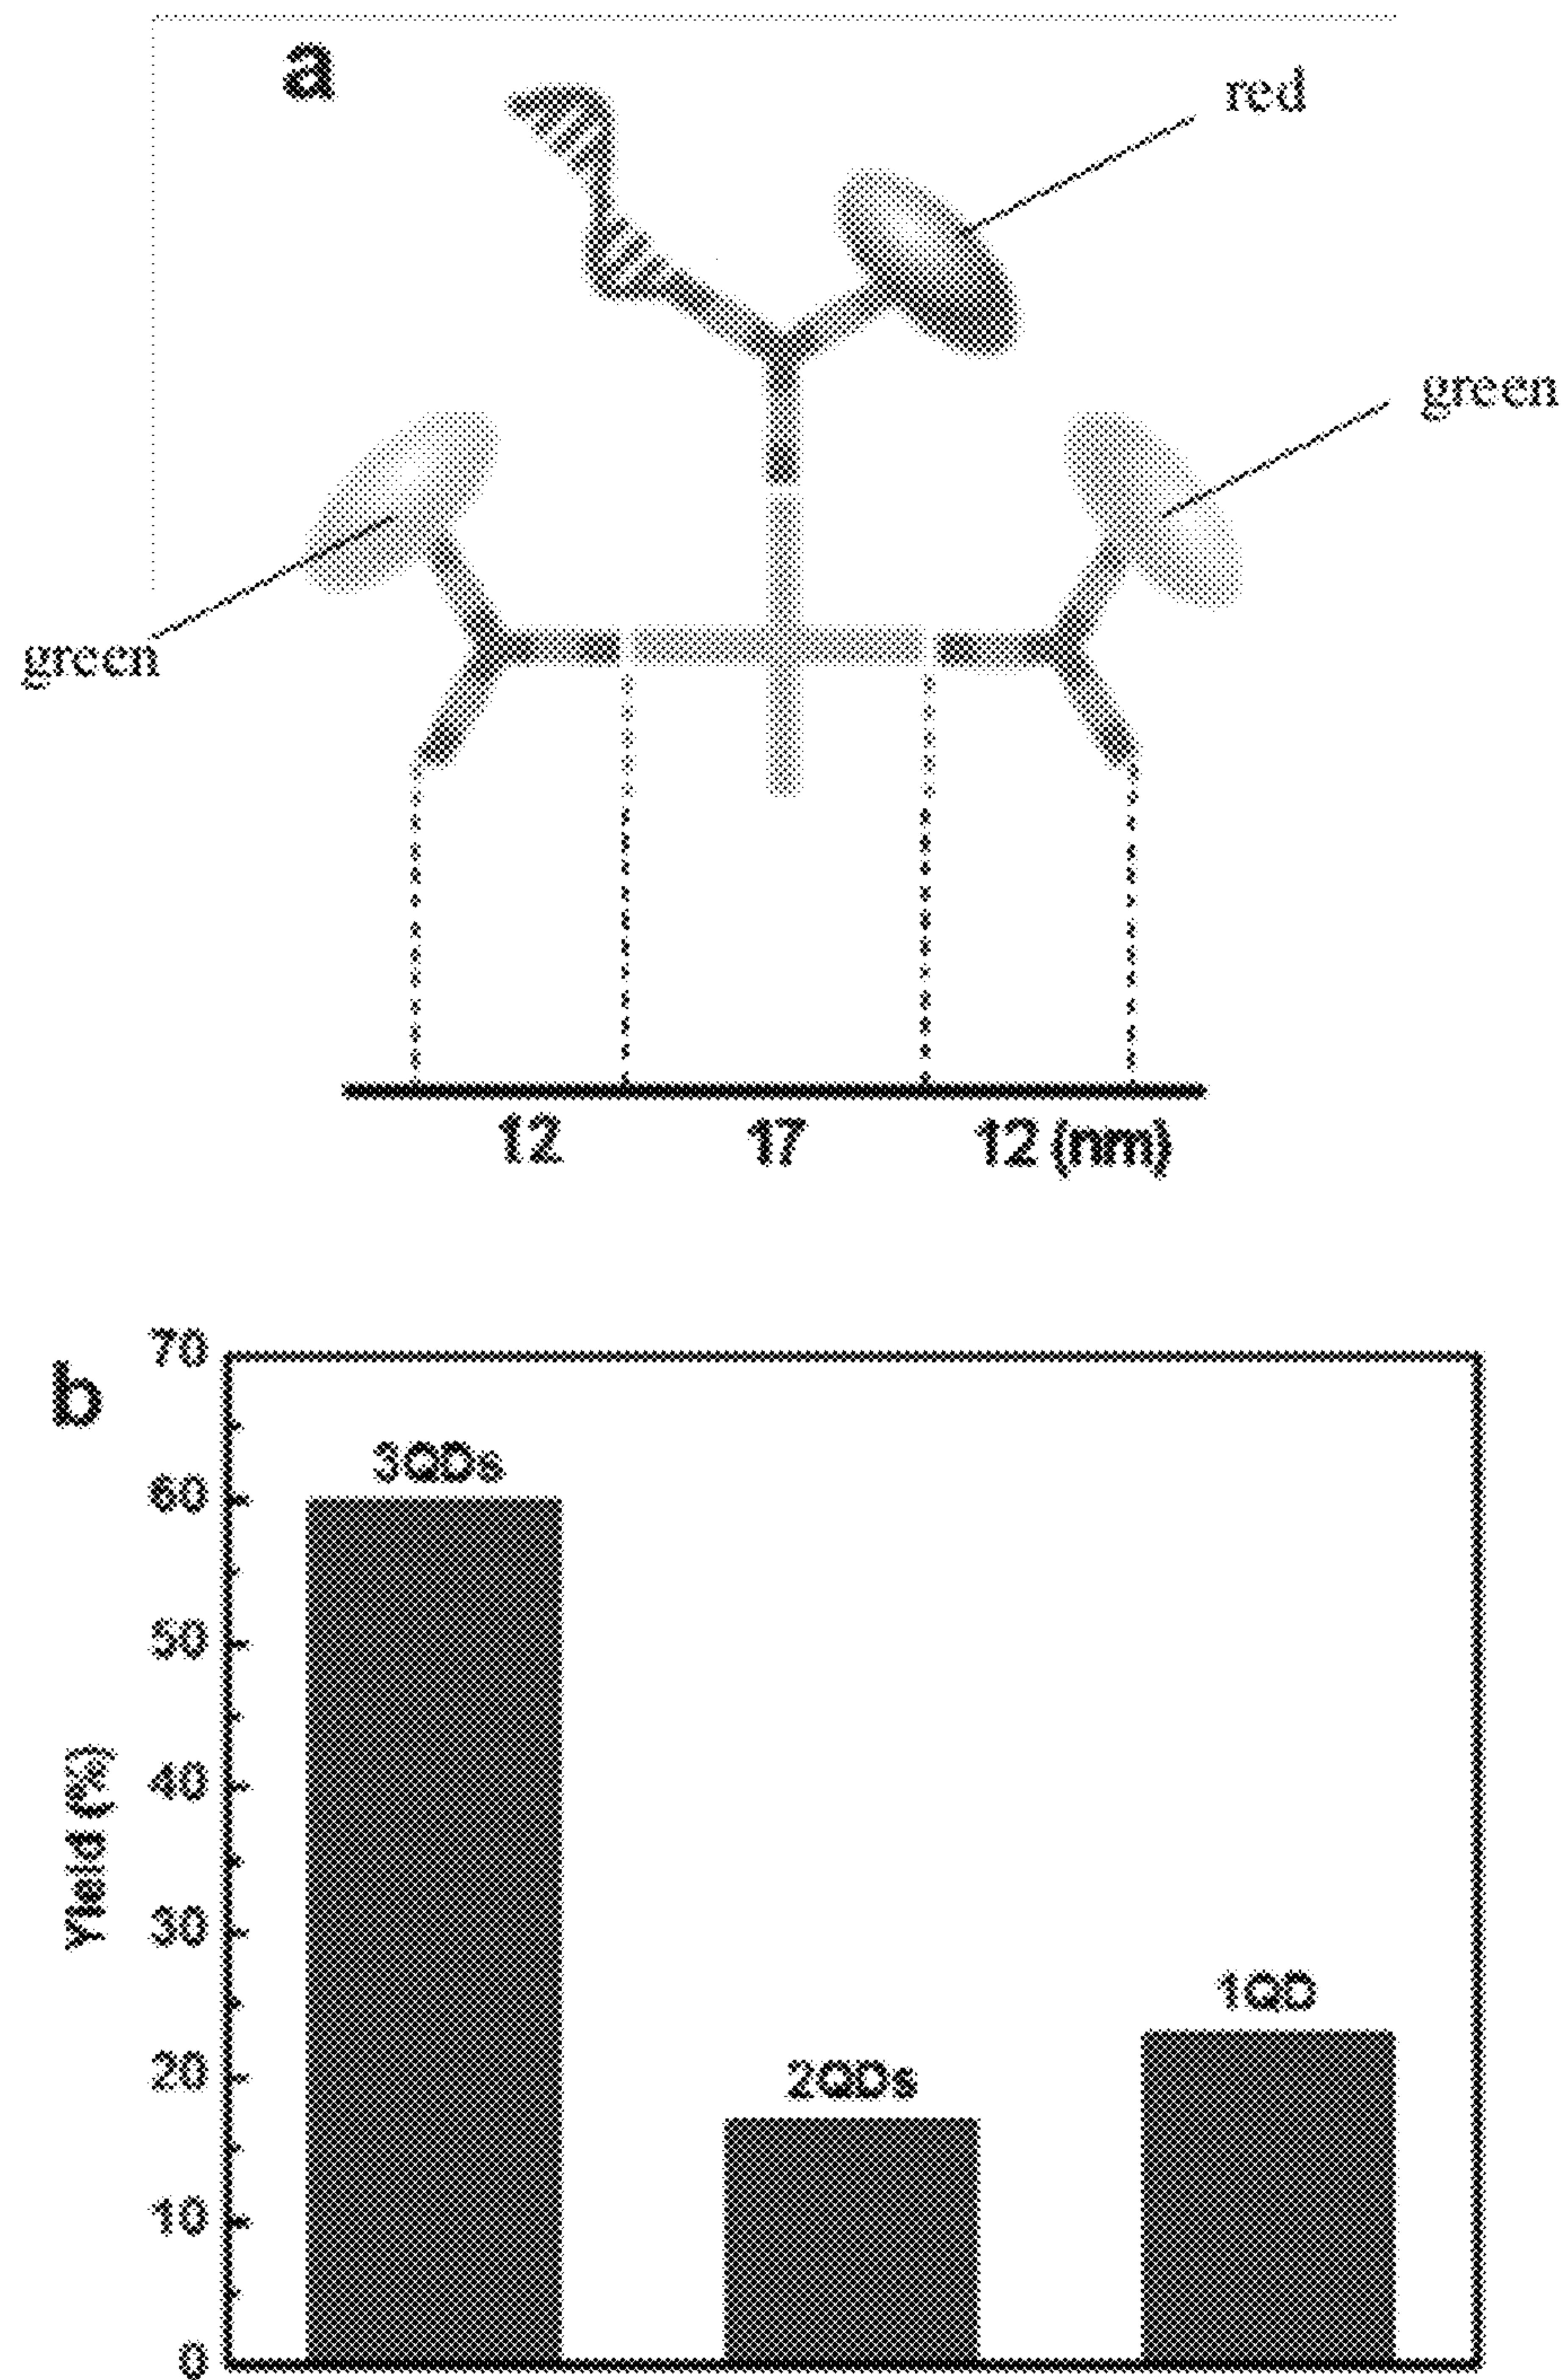 a
red
green
green
12 17 12 (nm)
b
70
60
50
40
30
20
10
0
Yield (%)
3QDs
2QDs
1QD